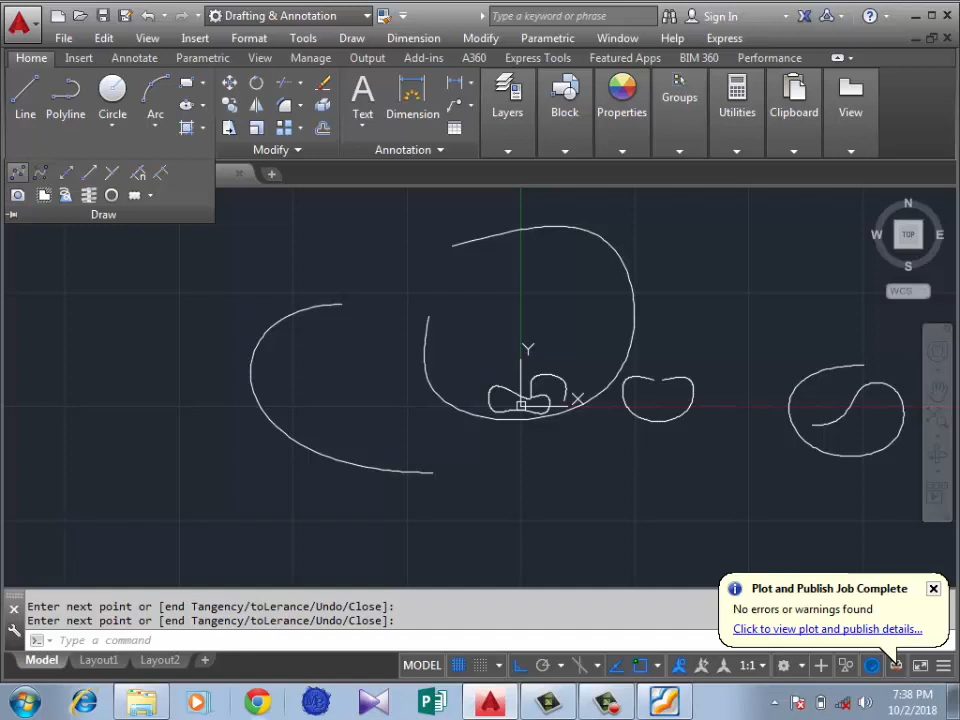 Drafting & Annotation
Type a keyword or phrase
Sign In
File Edit View Insert Format Tools Draw Dimension Modify Parametric Window Help Express
Home Insert Annotate Parametric View Manage Output Add-ins A360 Express Tools Featured Apps BIM 360 Performance
Line Polyline Circle Arc
Text Dimension
Layers Block Properties Groups Utilities Clipboard View
Modify Annotation
Draw
N
W TOP E
S
WCS
Y
X
Plot and Publish Job Complete
No errors or warnings found
Click to view plot and publish details...
Enter next point or [end Tangency/toLerance/Undo/Close]:
Enter next point or [end Tangency/toLerance/Undo/Close]:
Type a command
Model Layout1 Layout2 +
MODEL 1:1
7:38 PM
10/2/2018